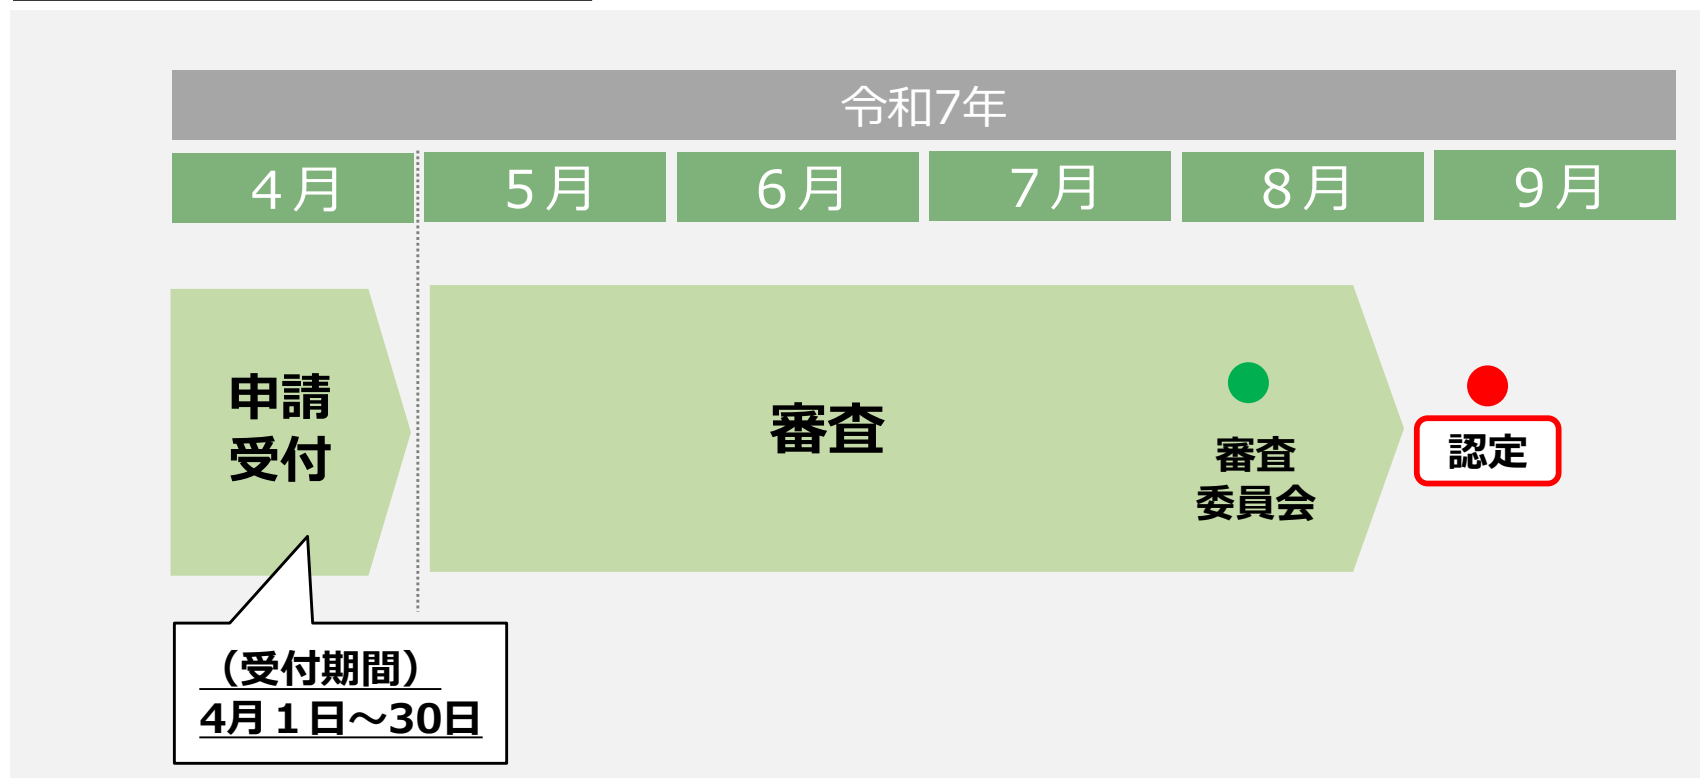 令和7年
４月
５月
６月
７月
８月
９月
申請
受付
審査
審査
委員会
認定
（受付期間）
4月１日～30日